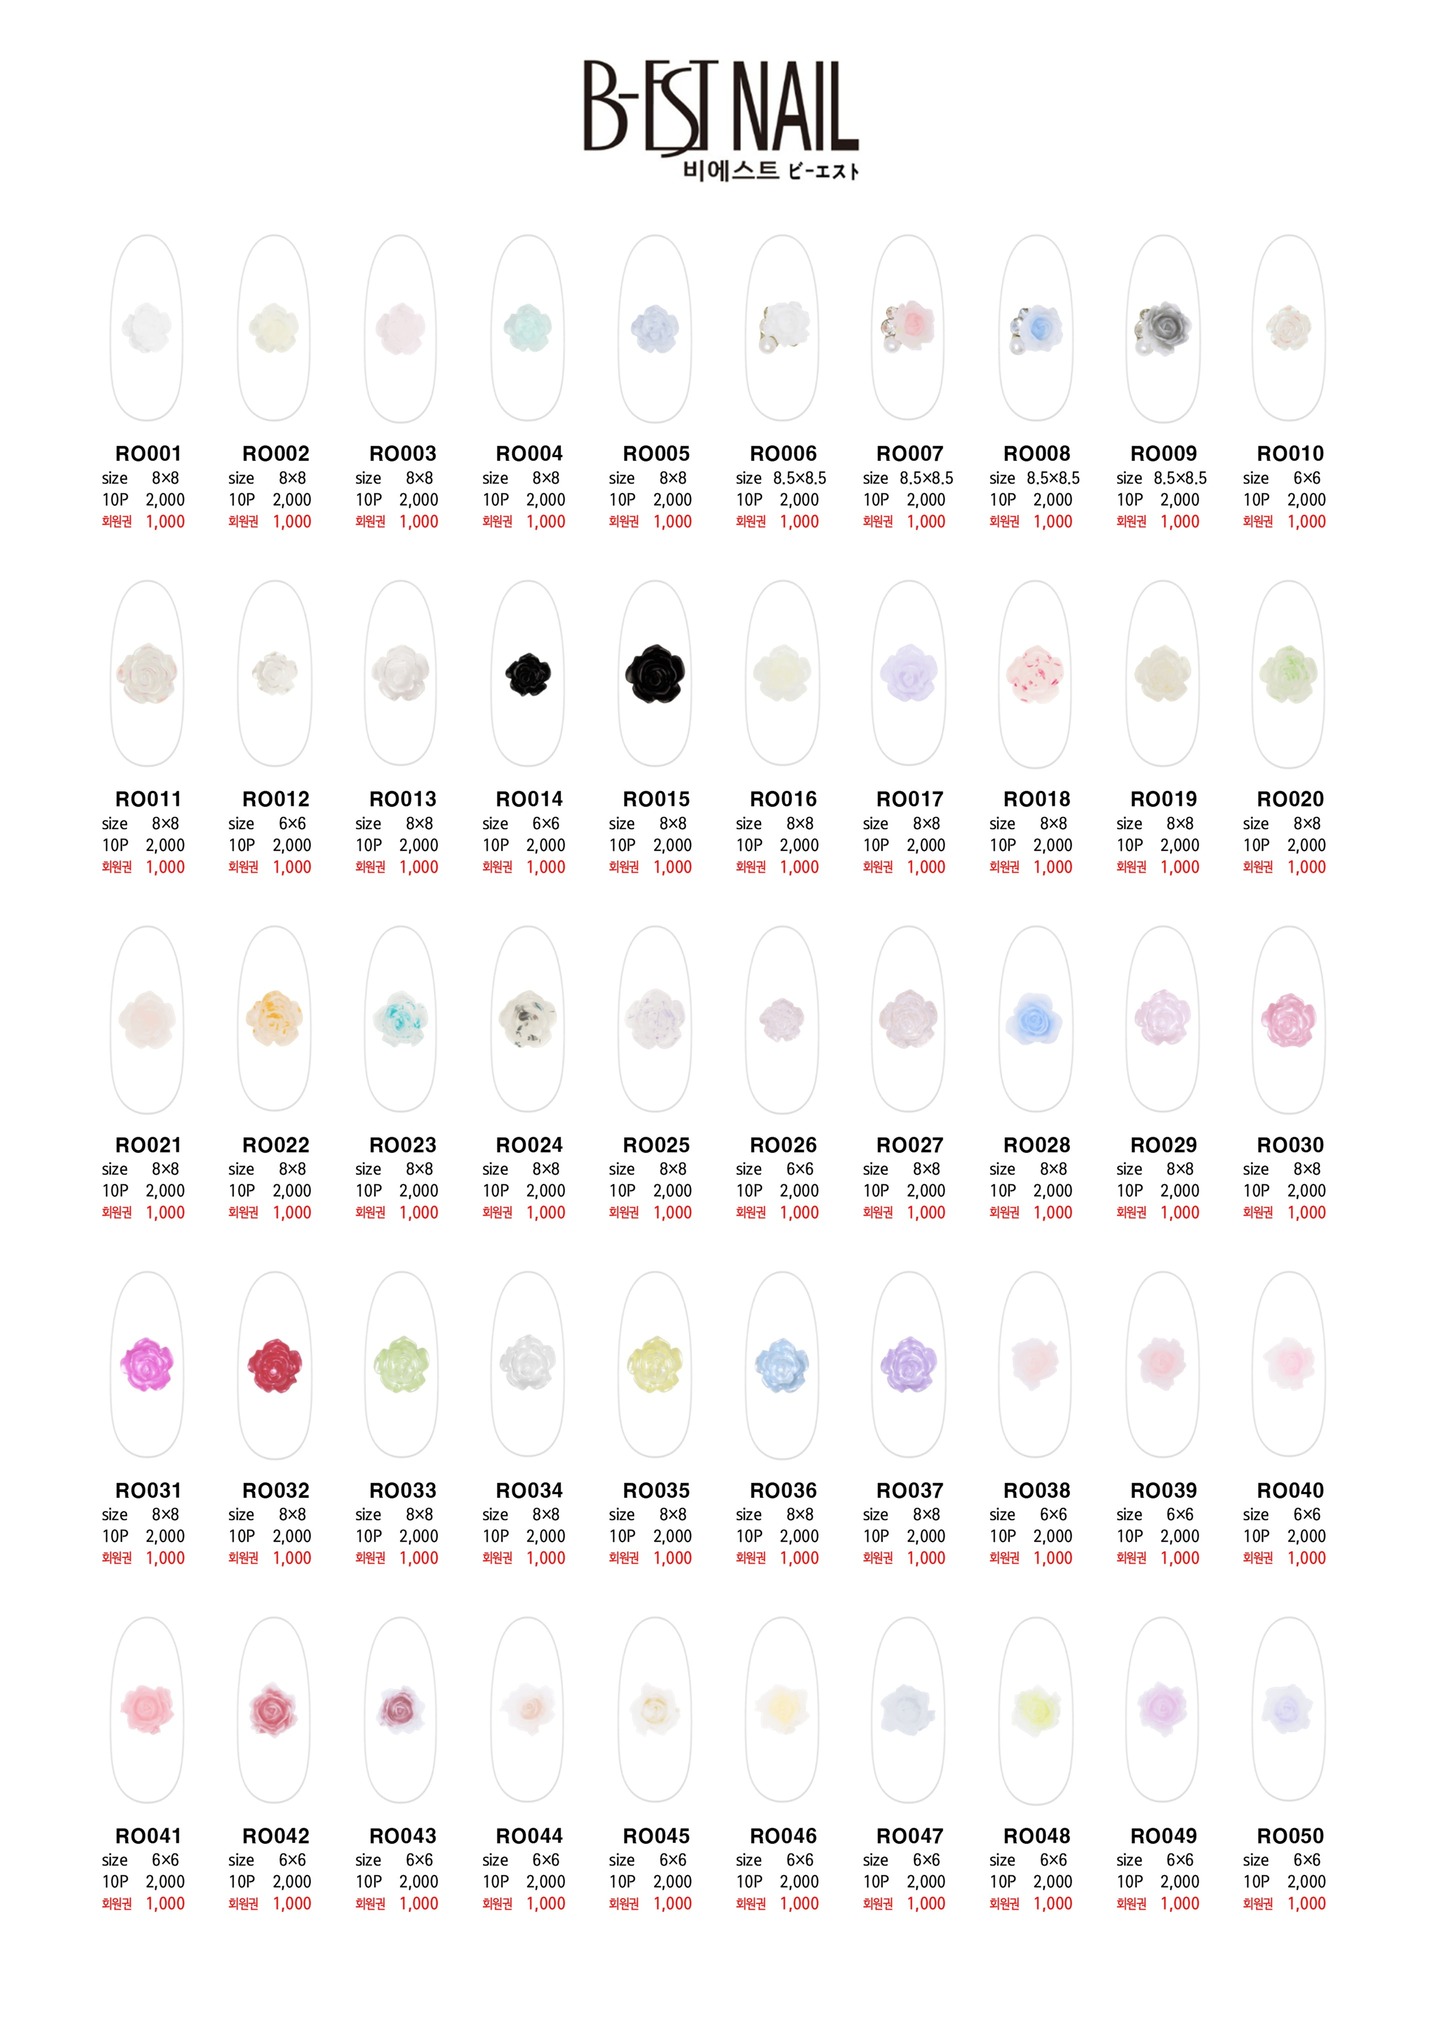 B-EST NAIL
비에스트 ビーエスト
RO001 RO002 RO003 RO004 RO005 RO006 RO007 RO008 RO009 RO010
size 8×8 size 8×8 size 8×8 size 8×8 size 8×8 size 8.5×8.5 size 8.5×8.5 size 8.5×8.5 size 8.5×8.5 size 6×6
10P 2,000 10P 2,000 10P 2,000 10P 2,000 10P 2,000 10P 2,000 10P 2,000 10P 2,000 10P 2,000 10P 2,000
회원권 1,000 회원권 1,000 회원권 1,000 회원권 1,000 회원권 1,000 회원권 1,000 회원권 1,000 회원권 1,000 회원권 1,000 회원권 1,000
RO011 RO012 RO013 RO014 RO015 RO016 RO017 RO018 RO019 RO020
size 8×8 size 6×6 size 8×8 size 6×6 size 8×8 size 8×8 size 8×8 size 8×8 size 8×8 size 8×8
10P 2,000 10P 2,000 10P 2,000 10P 2,000 10P 2,000 10P 2,000 10P 2,000 10P 2,000 10P 2,000 10P 2,000
회원권 1,000 회원권 1,000 회원권 1,000 회원권 1,000 회원권 1,000 회원권 1,000 회원권 1,000 회원권 1,000 회원권 1,000 회원권 1,000
RO021 RO022 RO023 RO024 RO025 RO026 RO027 RO028 RO029 RO030
size 8×8 size 8×8 size 8×8 size 8×8 size 8×8 size 6×6 size 8×8 size 8×8 size 8×8 size 8×8
10P 2,000 10P 2,000 10P 2,000 10P 2,000 10P 2,000 10P 2,000 10P 2,000 10P 2,000 10P 2,000 10P 2,000
회원권 1,000 회원권 1,000 회원권 1,000 회원권 1,000 회원권 1,000 회원권 1,000 회원권 1,000 회원권 1,000 회원권 1,000 회원권 1,000
RO031 RO032 RO033 RO034 RO035 RO036 RO037 RO038 RO039 RO040
size 8×8 size 8×8 size 8×8 size 8×8 size 8×8 size 8×8 size 8×8 size 6×6 size 6×6 size 6×6
10P 2,000 10P 2,000 10P 2,000 10P 2,000 10P 2,000 10P 2,000 10P 2,000 10P 2,000 10P 2,000 10P 2,000
회원권 1,000 회원권 1,000 회원권 1,000 회원권 1,000 회원권 1,000 회원권 1,000 회원권 1,000 회원권 1,000 회원권 1,000 회원권 1,000
RO041 RO042 RO043 RO044 RO045 RO046 RO047 RO048 RO049 RO050
size 6×6 size 6×6 size 6×6 size 6×6 size 6×6 size 6×6 size 6×6 size 6×6 size 6×6 size 6×6
10P 2,000 10P 2,000 10P 2,000 10P 2,000 10P 2,000 10P 2,000 10P 2,000 10P 2,000 10P 2,000 10P 2,000
회원권 1,000 회원권 1,000 회원권 1,000 회원권 1,000 회원권 1,000 회원권 1,000 회원권 1,000 회원권 1,000 회원권 1,000 회원권 1,000